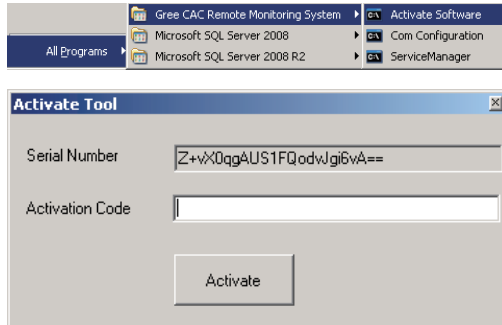 Gree CAC Remote Monitoring System Activate Software
Microsoft SQL Server 2008 Com Configuration
All Programs Microsoft SQL Server 2008 R2 ServiceManager
Activate Tool
Serial Number Z+vX0qgAUS1FQodvJgi6vA==
Activation Code
Activate